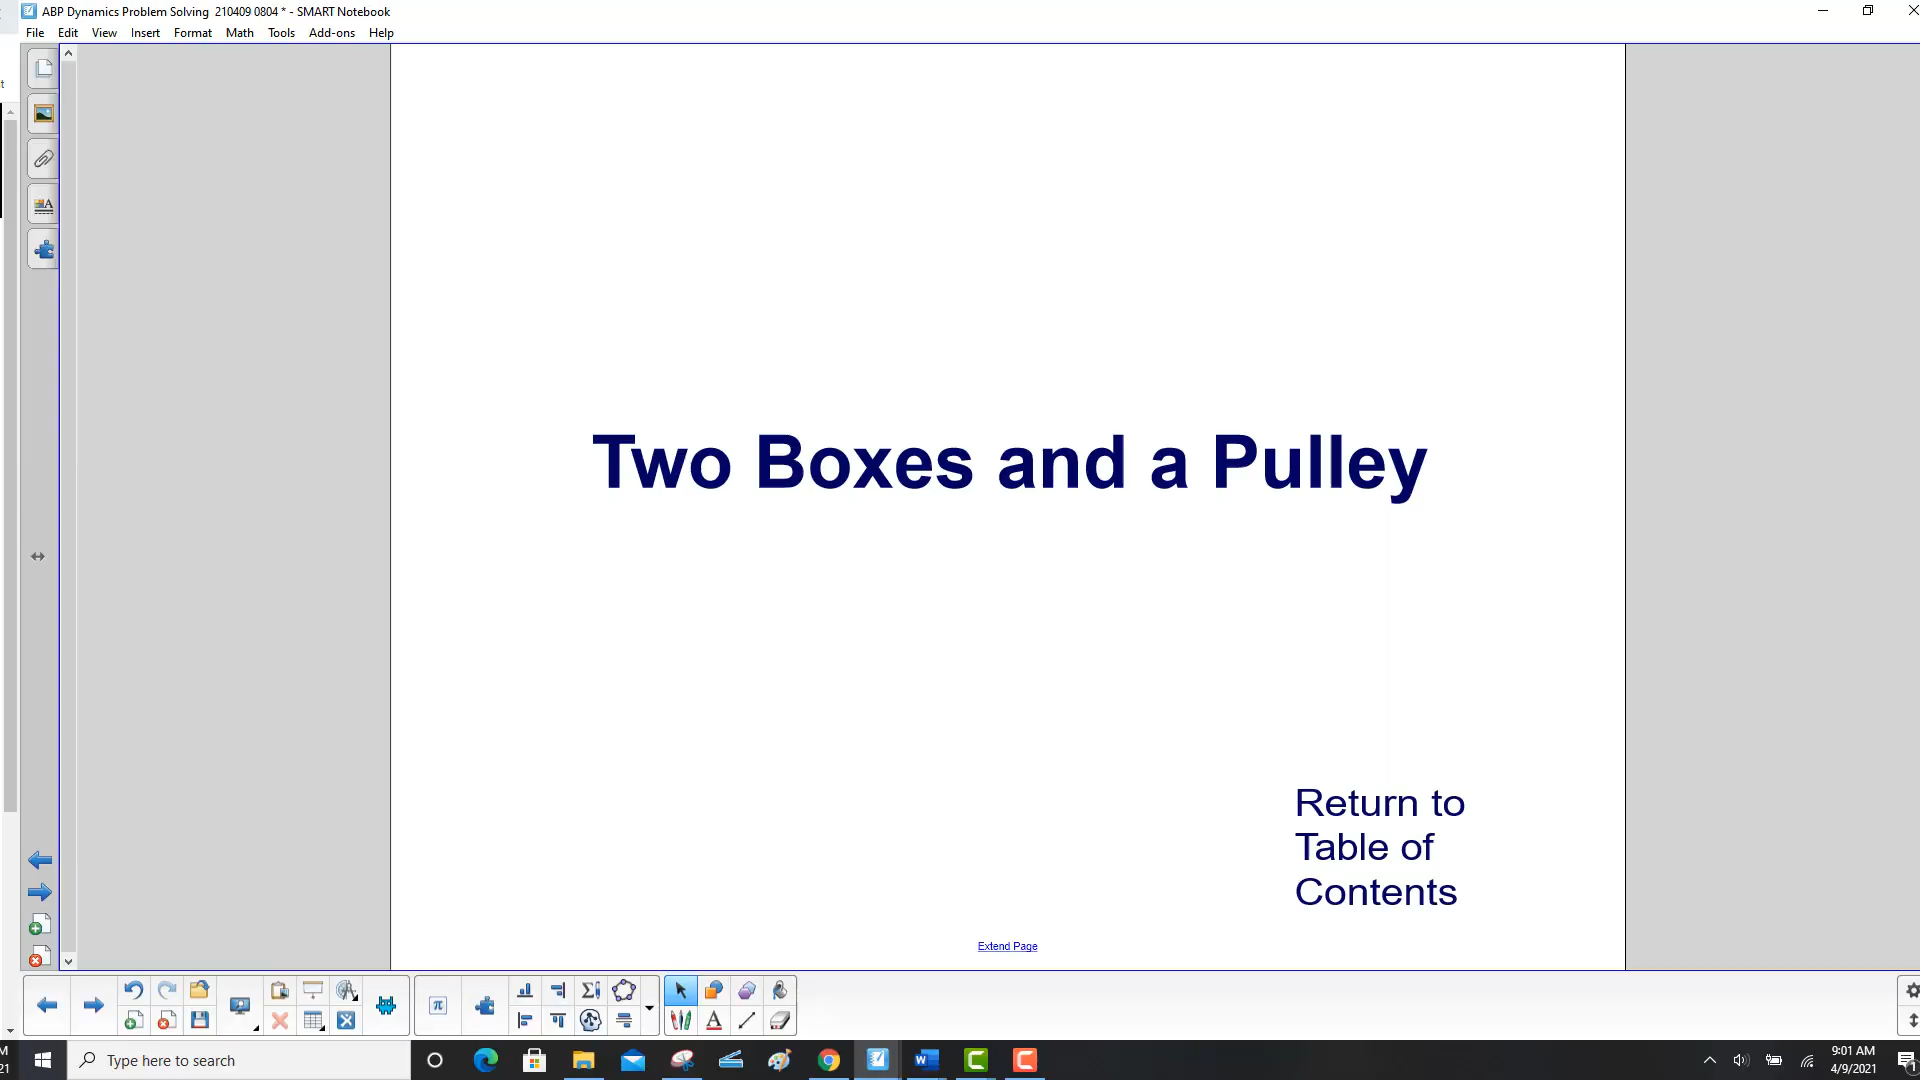 ABP Dynamics Problem Solving 210409 0804 * - SMART Notebook
File Edit View Insert Format Math Tools Add-ons Help
Two Boxes and a Pulley
Return to
Table of
Contents
Extend Page
Type here to search
9:01 AM
4/9/2021